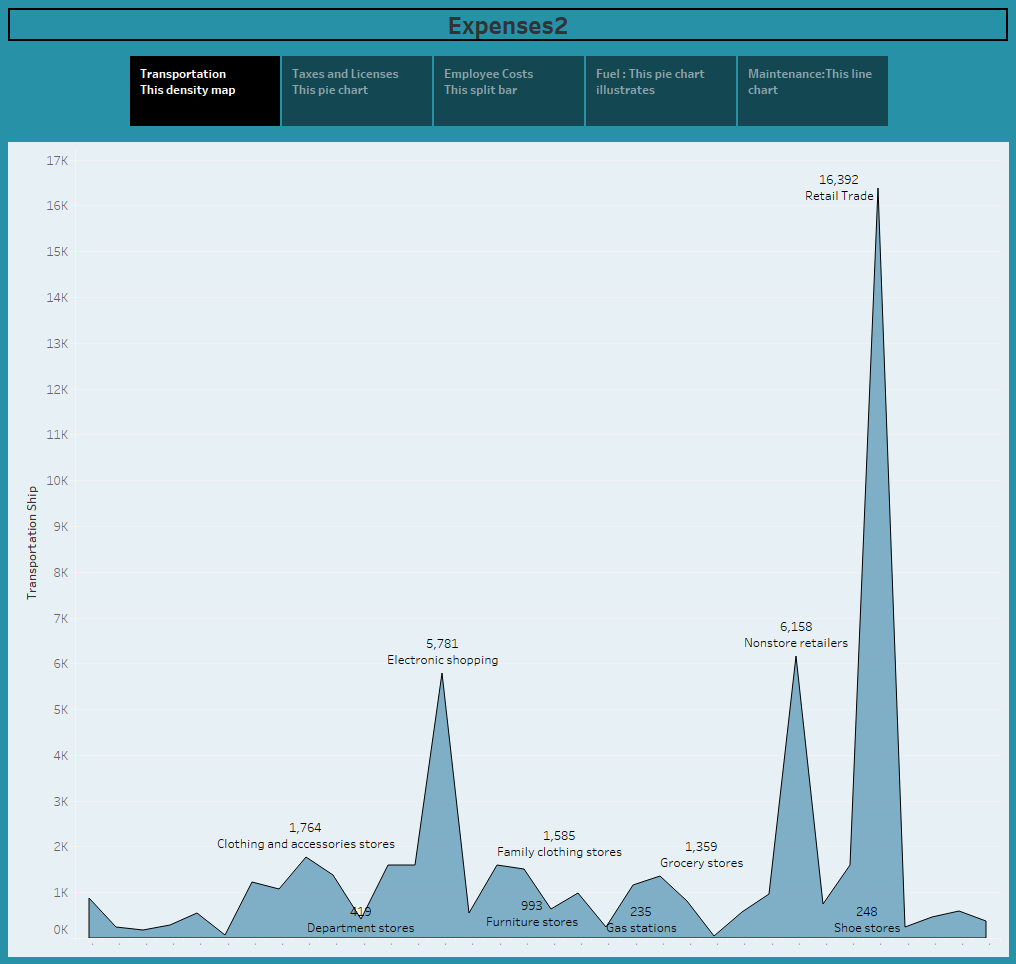 Expenses2
Transportation
This density map
Taxes and Licenses
This pie chart
Employee Costs
This split bar
Fuel : This pie chart
illustrates
Maintenance:This line
chart
17K
16K
15K
14K
13K
12K
11K
10K
9K
8K
7K
6K
5K
4K
3K
2K
1K
0K
Transportation Ship
16,392
Retail Trade
6,158
Nonstore retailers
5,781
Electronic shopping
1,764
Clothing and accessories stores
1,585
Family clothing stores
1,359
Grocery stores
419
Department stores
993
Furniture stores
235
Gas stations
248
Shoe stores